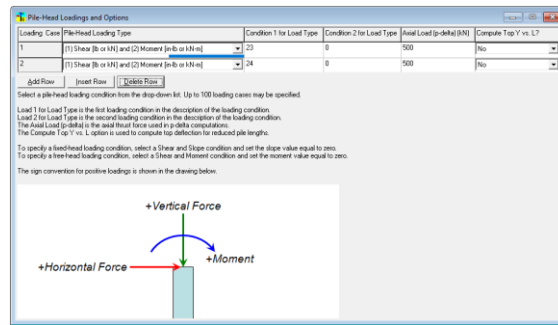 Pile-Head Loadings and Options
Loading Case Pile-Head Loading Type Condition 1 for Load Type Condition 2 for Load Type Axial Load (p-delta) [kN] Compute Top Y vs. L?
1 (1) Shear [lb or kN] and (2) Moment [in-lb or kN-m] 23 0 500 No
2 (1) Shear [lb or kN] and (2) Moment [in-lb or kN-m] 24 0 500 No
Add Row Insert Row Delete Row
Select a pile-head loading condition from the drop-down list. Up to 100 loading cases may be specified.
Load 1 for Load Type is the first loading condition in the description of the loading condition.
Load 2 for Load Type is the second loading condition in the description of the loading condition.
The Axial Load (p-delta) is the axial thrust force used in p-delta computations.
The Compute Top Y vs. L option is used to compute top deflection for reduced pile lengths.
To specify a fixed-head loading condition, select a Shear and Slope condition and set the slope value equal to zero.
To specify a free-head loading condition, select a Shear and Moment condition and set the moment value equal to zero.
The sign convention for positive loadings is shown in the drawing below.
+Vertical Force
+Moment
+Horizontal Force